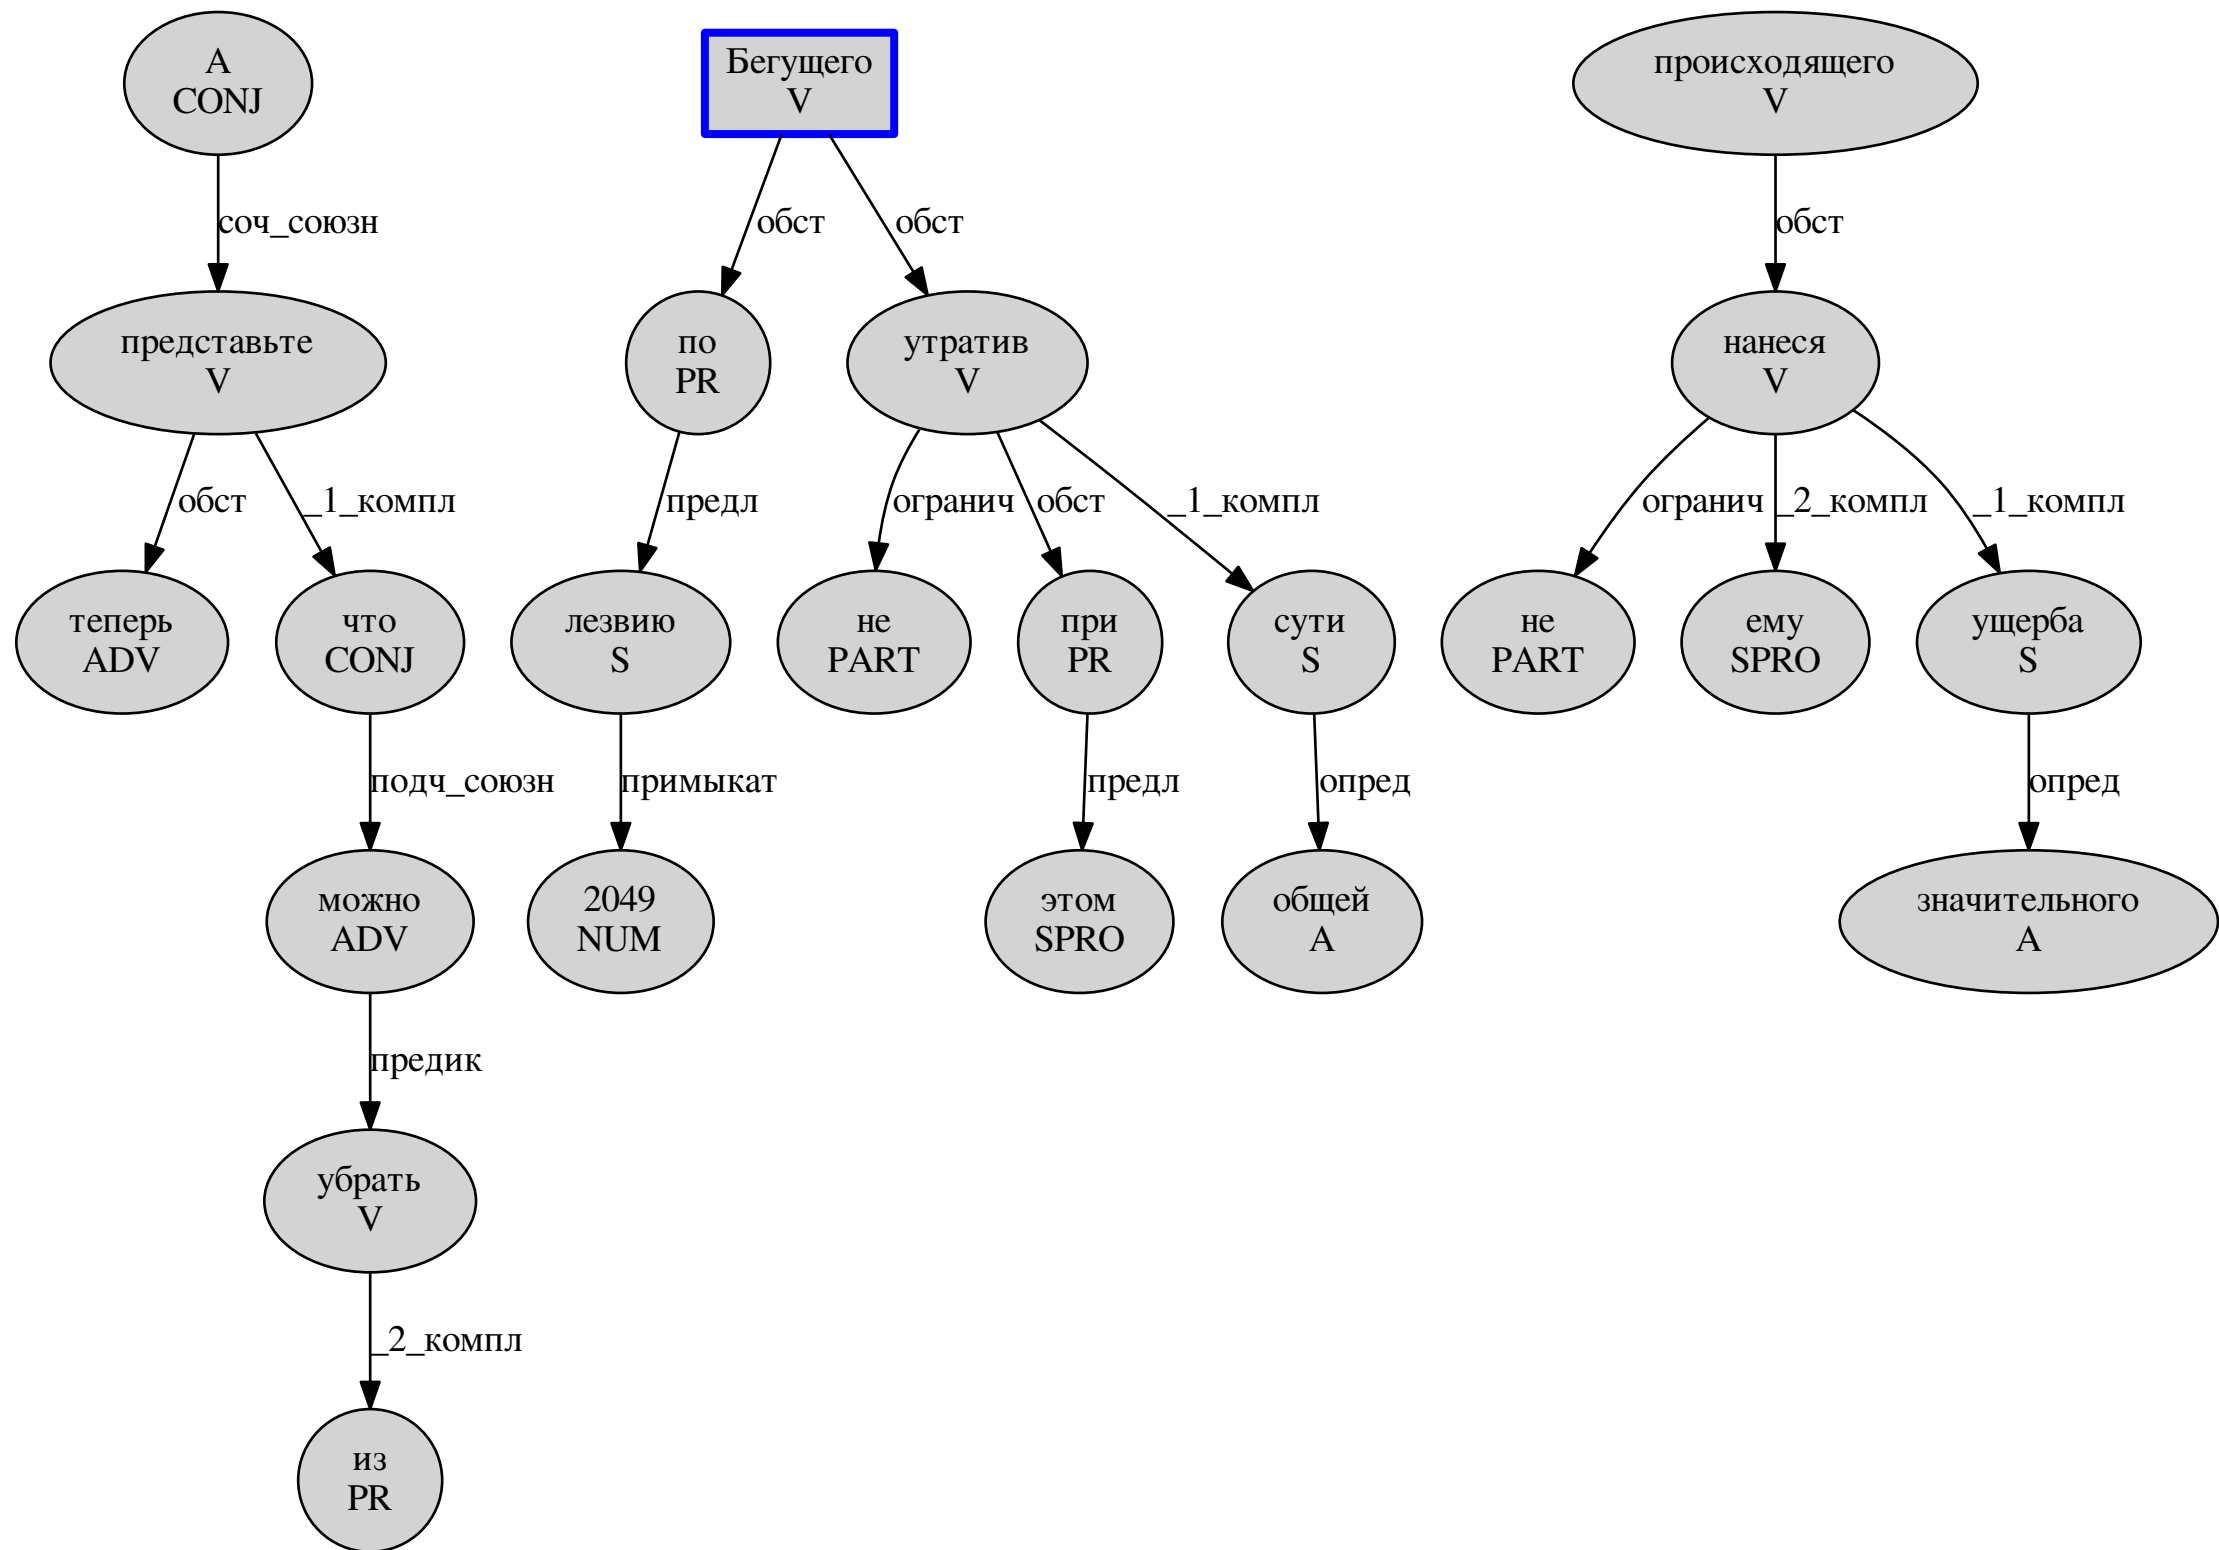 А
CONJ
Бегущего
V
происходящего
V
соч_союзн
обст
обст
обст
представьте
V
по
PR
утратив
V
нанеся
V
обст
_1_компл
предл
огранич
обст
_1_компл
огранич
_2_компл
_1_компл
теперь
ADV
что
CONJ
лезвию
S
не
PART
при
PR
сути
S
не
PART
ему
SPRO
ущерба
S
подч_союзн
примыкат
предл
опред
опред
можно
ADV
2049
NUM
этом
SPRO
общей
A
значительного
A
предик
убрать
V
_2_компл
из
PR